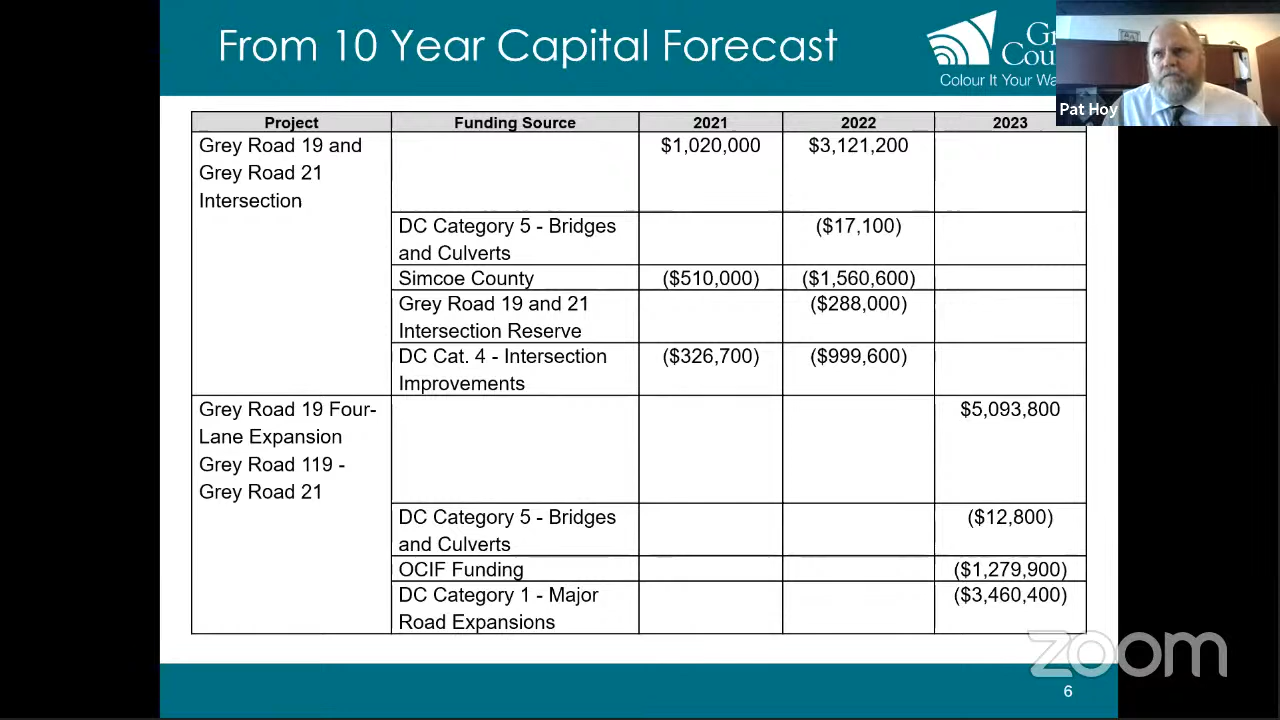 From 10 Year Capital Forecast
Colour It Your
Pat Hoy
Project Funding Source 2021 2022 2023
Grey Road 19 and $1,020,000 $3,121,200
Grey Road 21
Intersection
DC Category 5 - Bridges ($17,100)
and Culverts
Simcoe County ($510,000) ($1,560,600)
Grey Road 19 and 21 ($288,000)
Intersection Reserve
DC Cat. 4 - Intersection ($326,700) ($999,600)
Improvements
Grey Road 19 Four- $5,093,800
Lane Expansion
Grey Road 119 -
Grey Road 21
DC Category 5 - Bridges ($12,800)
and Culverts
OCIF Funding ($1,279,900)
DC Category 1 - Major ($3,460,400)
Road Expansions
zoom
6